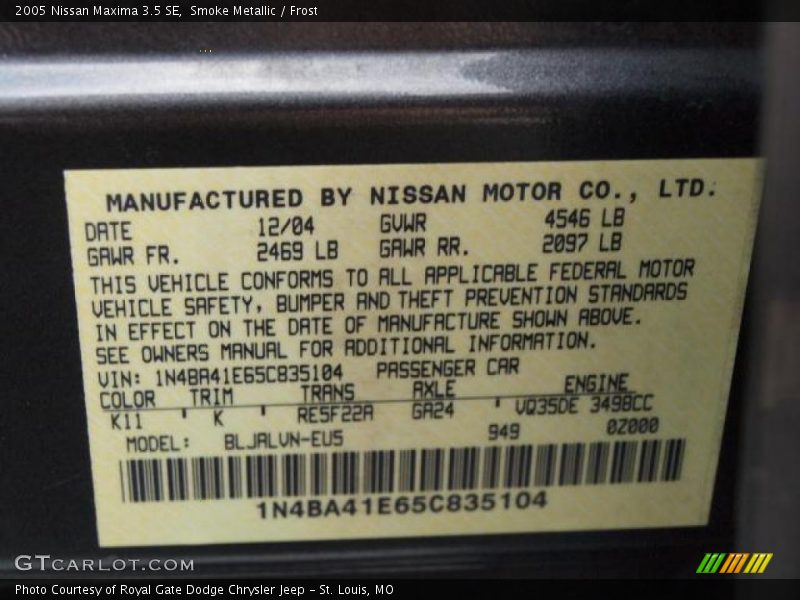 2005 Nissan Maxima 3.5 SE, Smoke Metallic / Frost
MANUFACTURED BY NISSAN MOTOR CO., LTD.
DATE 12/04 GVWR 4546 LB
GAWR FR. 2469 LB GAWR RR. 2097 LB
THIS VEHICLE CONFORMS TO ALL APPLICABLE FEDERAL MOTOR
VEHICLE SAFETY, BUMPER AND THEFT PREVENTION STANDARDS
IN EFFECT ON THE DATE OF MANUFACTURE SHOWN ABOVE.
SEE OWNERS MANUAL FOR ADDITIONAL INFORMATION.
VIN: 1N4BA41E65C835104 PASSENGER CAR
COLOR TRIM TRANS AXLE ENGINE
K11 K RE5F22A GA24 VQ35DE 3498CC
MODEL: BLJALVN-EU5 949 0Z000
1N4BA41E65C835104
GTCARLOT.COM
Photo Courtesy of Royal Gate Dodge Chrysler Jeep - St. Louis, MO